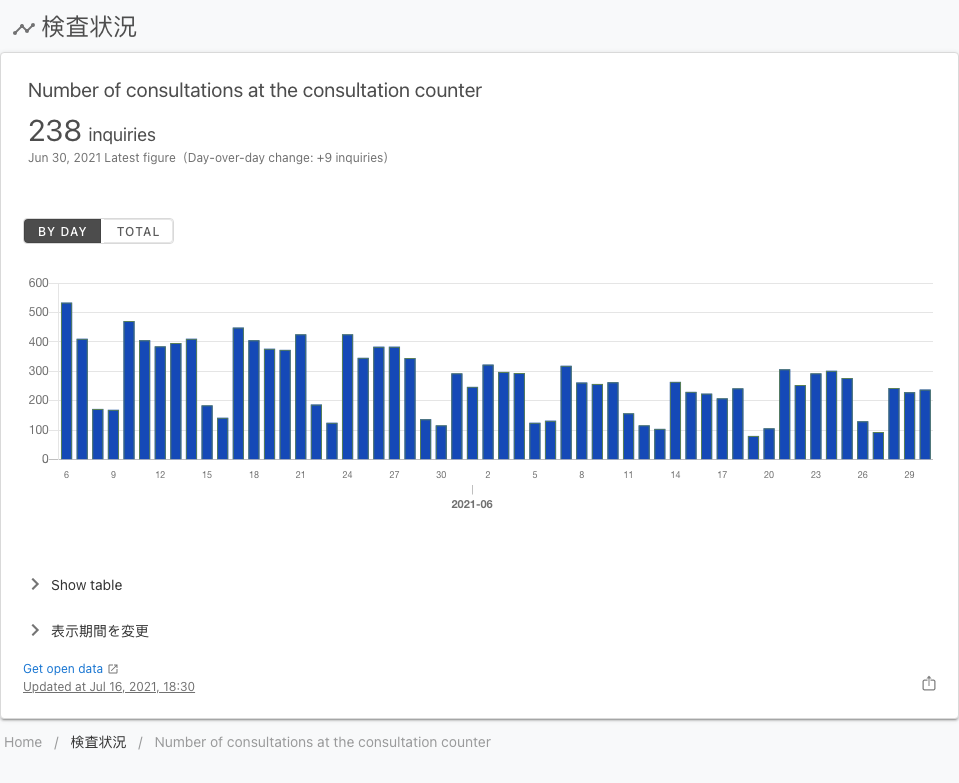 検査状況
Number of consultations at the consultation counter
238 inquiries
Jun 30, 2021 Latest figure (Day-over-day change: +9 inquiries)
BY DAY TOTAL
600
500
400
300
200
100
0
6 9 12 15 18 21 24 27 30 2 5 8 11 14 17 20 23 26 29
2021-06
Show table
表示期間を変更
Get open data
Updated at Jul 16, 2021, 18:30
Home / 検査状況 / Number of consultations at the consultation counter